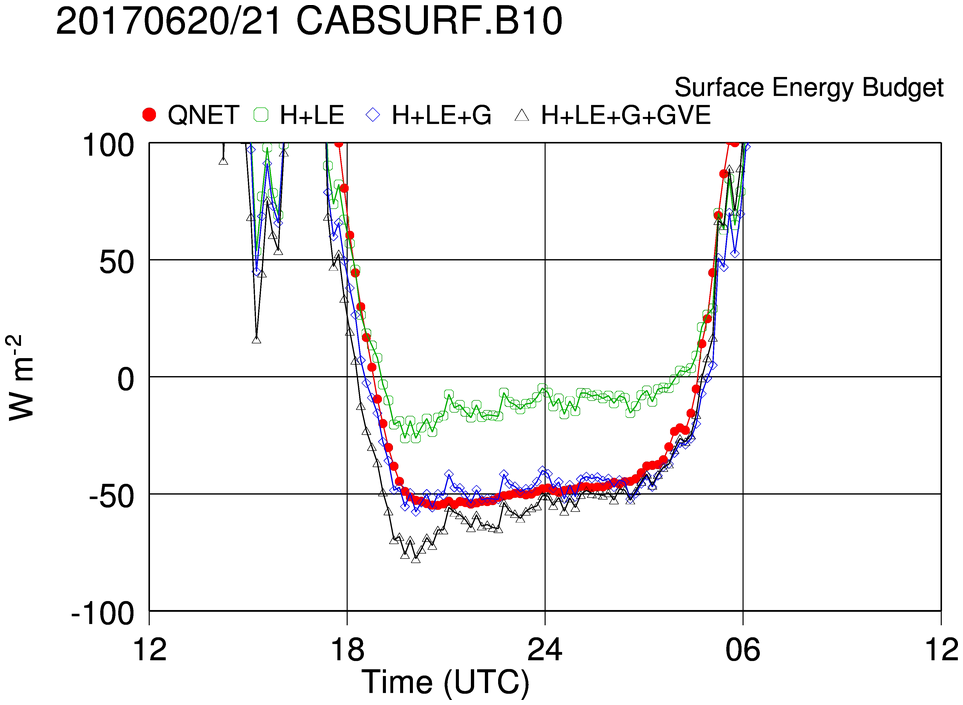 20170620/21 CABSURF.B10
Surface Energy Budget
QNET H+LE H+LE+G H+LE+G+GVE
100
50
0
-50
-100
W m-2
12 18 24 06 12
Time (UTC)